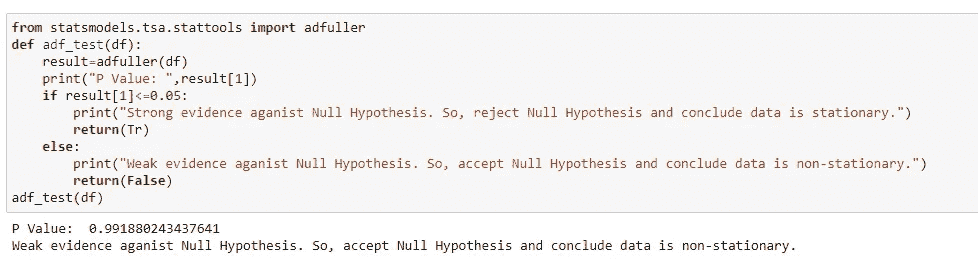 from statsmodels.tsa.stattools import adfuller
def adf_test(df):
    result=adfuller(df)
    print("P Value: ",result[1])
    if result[1]<=0.05:
        print("Strong evidence aganist Null Hypothesis. So, reject Null Hypothesis and conclude data is stationary.")
        return(Tr)
    else:
        print("Weak evidence aganist Null Hypothesis. So, accept Null Hypothesis and conclude data is non-stationary.")
        return(False)
adf_test(df)
P Value:  0.991880243437641
Weak evidence aganist Null Hypothesis. So, accept Null Hypothesis and conclude data is non-stationary.